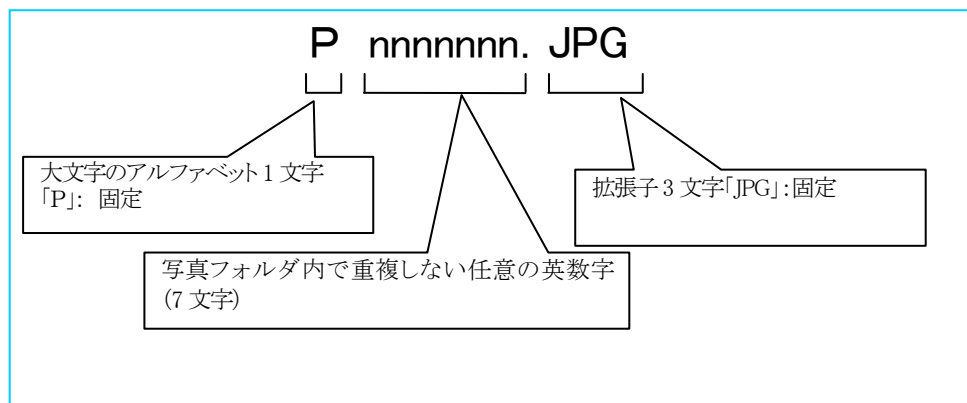 P nnnnnnn. JPG
大文字のアルファベット1文字
「P」: 固定
拡張子3文字「JPG」:固定
写真フォルダ内で重複しない任意の英数字
(7文字)